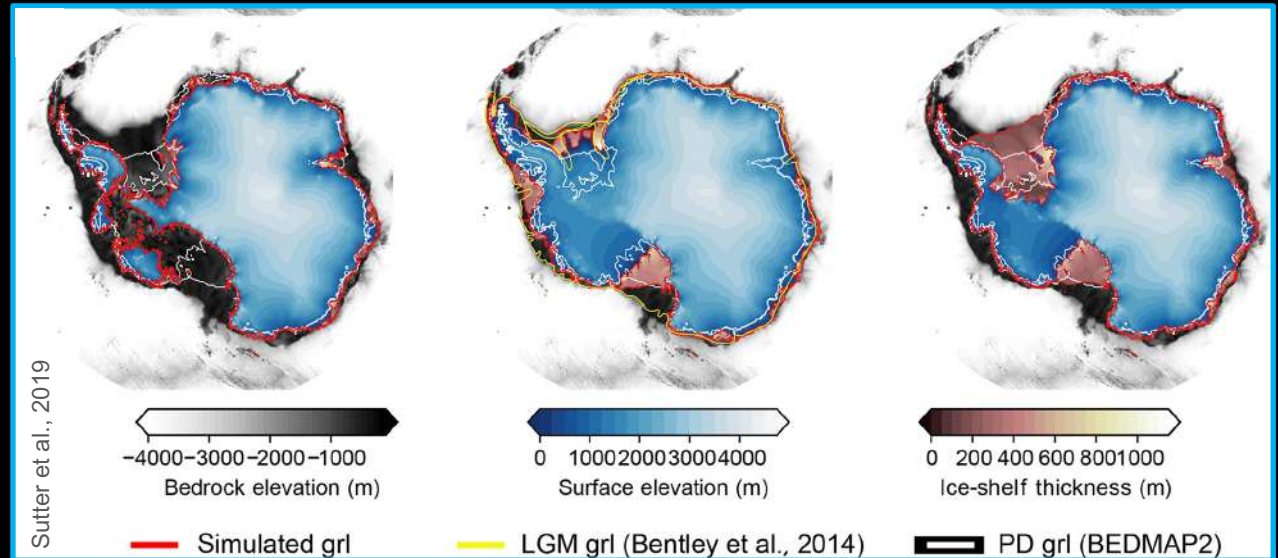 Sutter et al., 2019
−4000−3000−2000−1000
Bedrock elevation (m)
0 1000 2000 3000 4000
Surface elevation (m)
0 200 400 600 800 1000
Ice-shelf thickness (m)
Simulated grl
LGM grl (Bentley et al., 2014)
PD grl (BEDMAP2)